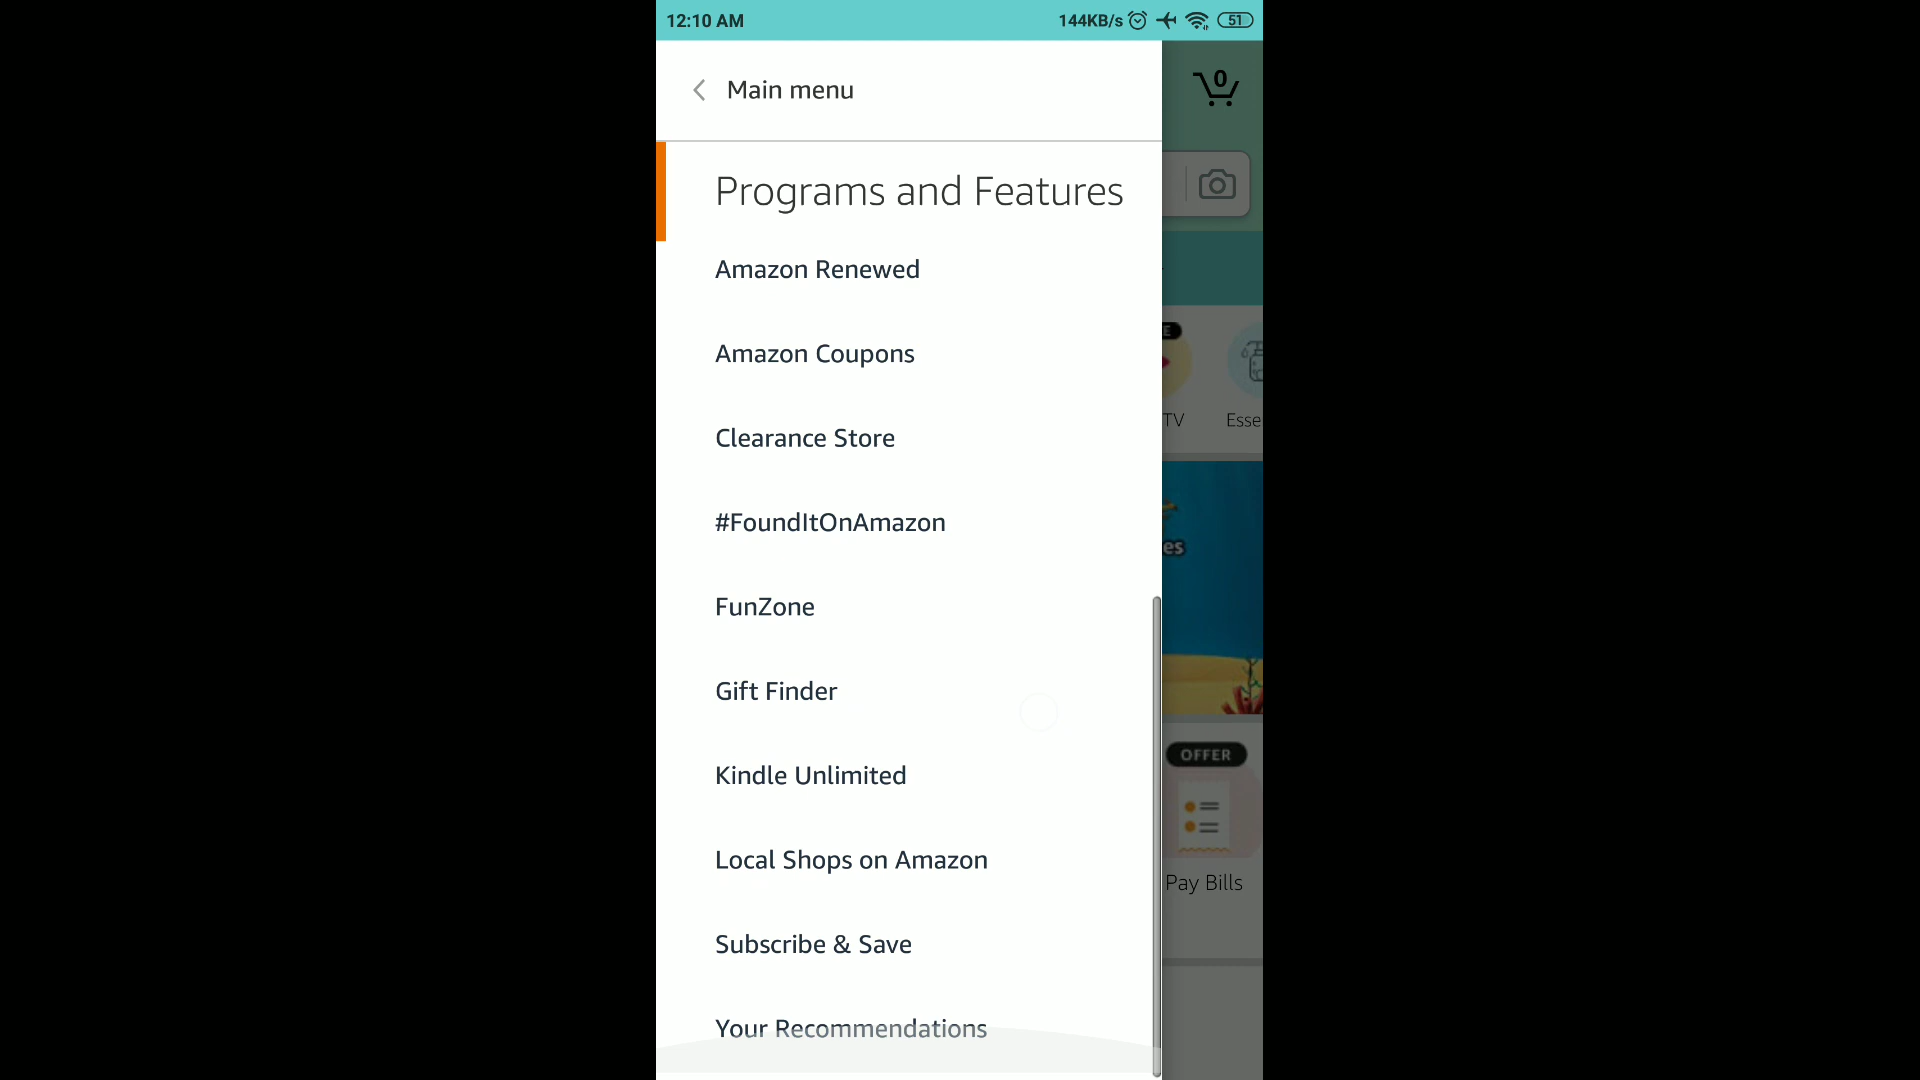 12:10 AM 144KB/s 51
Main menu
0
Programs and Features
Amazon Renewed
Amazon Coupons
Clearance Store
#FoundItOnAmazon
FunZone
Gift Finder
Kindle Unlimited
Local Shops on Amazon
Subscribe & Save
Your Recommendations
E
TV
Esse
es
OFFER
Pay Bills